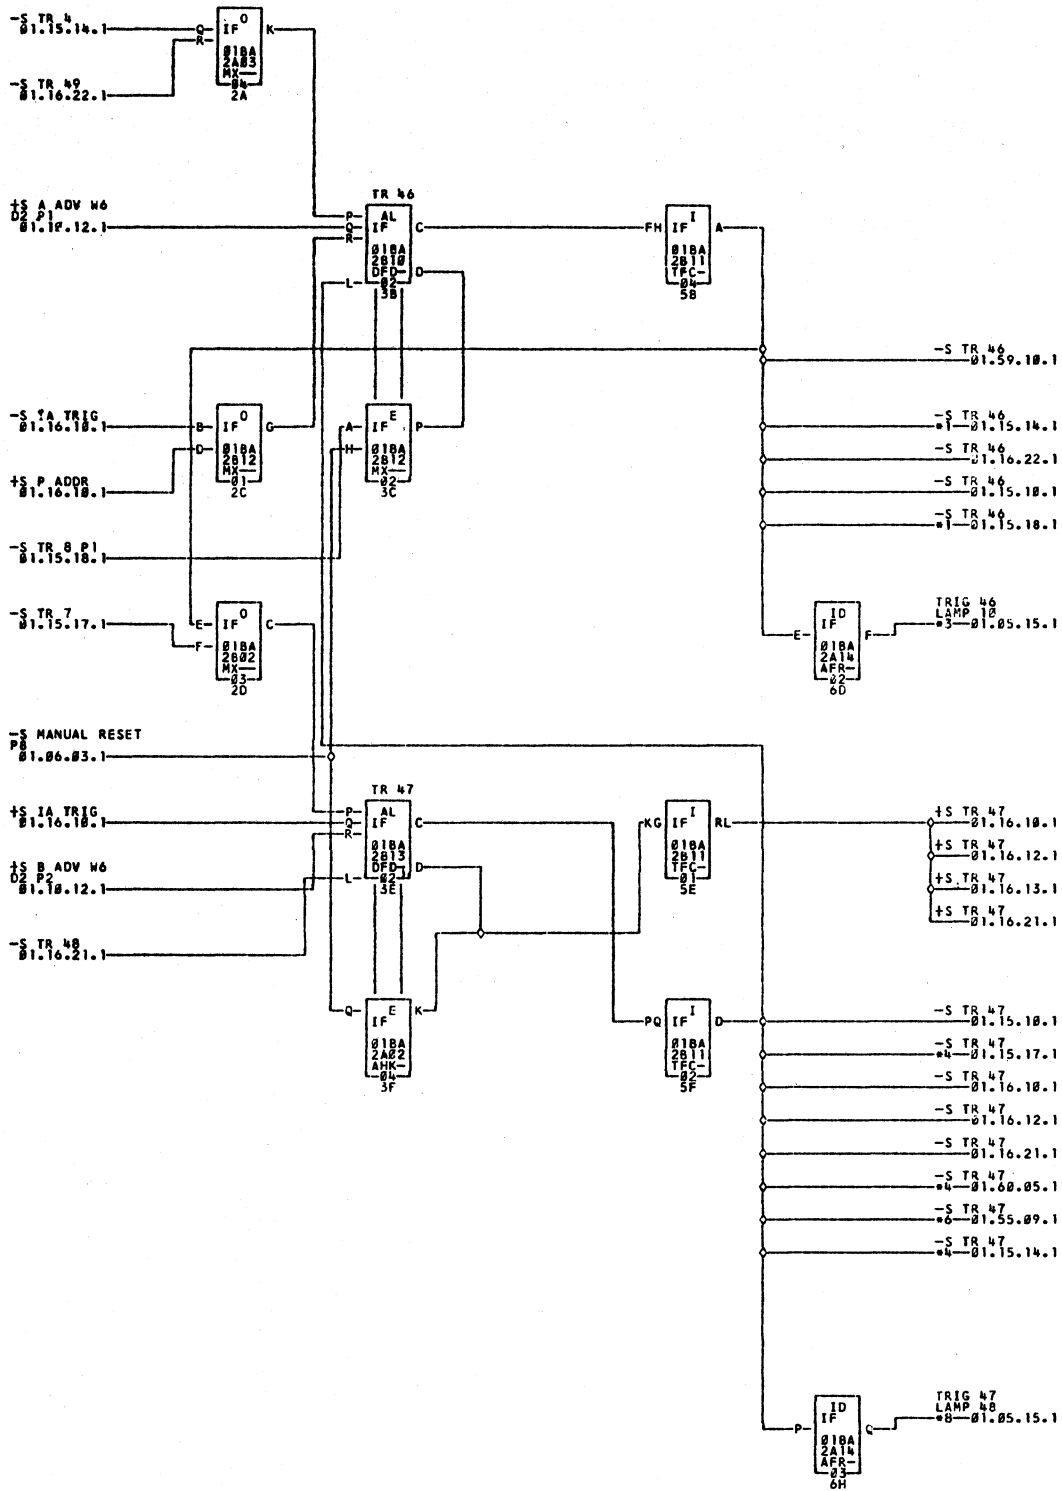 -S TR 4
01.15.14.1
-S TR 49
01.16.22.1
Q
R
O
IF
K
01BA
2A03
MX--
04
2A
+S A ADV W6
D2 P1
01.10.12.1
TR 46
P
Q
R
L
AL
IF
C
D
01BA
2B10
DFD-
02
3B
FH
I
IF
A
01BA
2B11
TFC-
04
5B
-S TR 46
01.59.10.1
-S TR 46
*1 01.15.14.1
-S TR 46
01.16.22.1
-S TR 46
01.15.10.1
-S TR 46
*1 01.15.18.1
-S IA TRIG
01.16.10.1
+S P ADDR
01.16.10.1
B
D
O
IF
G
01BA
2B12
MX--
01
2C
A
H
E
IF
P
01BA
2B12
MX--
02
3C
-S TR 8 P1
01.15.18.1
-S TR 7
01.15.17.1
E
F
O
IF
C
01BA
2B02
MX--
03
2D
E
ID
IF
F
01BA
2A14
AFR-
02
6D
TRIG 46
LAMP 10
*3 01.05.15.1
-S MANUAL RESET
P8
01.06.03.1
+S IA TRIG
01.16.10.1
+S B ADV W6
D2 P2
01.10.12.1
-S TR 48
01.16.21.1
TR 47
P
Q
R
L
AL
IF
C
D
01BA
2B13
DFD-
02
3E
KG
I
IF
RL
01BA
2B11
TFC-
01
5E
+S TR 47
01.16.10.1
+S TR 47
01.16.12.1
+S TR 47
01.16.13.1
+S TR 47
01.16.21.1
Q
E
IF
K
01BA
2A02
AHK-
04
3F
PQ
I
IF
D
01BA
2B11
TFC-
02
5F
-S TR 47
01.15.10.1
-S TR 47
*4 01.15.17.1
-S TR 47
01.16.10.1
-S TR 47
01.16.12.1
-S TR 47
01.16.21.1
-S TR 47
*4 01.60.05.1
-S TR 47
*6 01.55.09.1
-S TR 47
*4 01.15.14.1
P
ID
IF
Q
01BA
2A14
AFR-
03
6H
TRIG 47
LAMP 48
*8 01.05.15.1